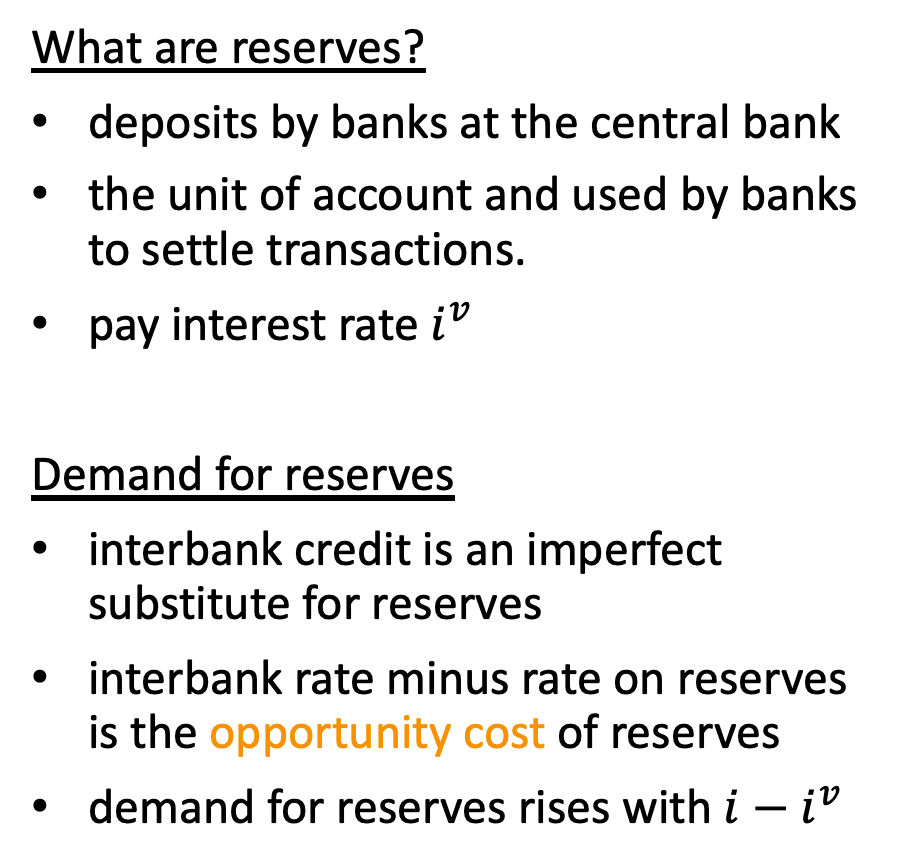 What are reserves?
• deposits by banks at the central bank
• the unit of account and used by banks
to settle transactions.
• pay interest rate iᵛ
Demand for reserves
• interbank credit is an imperfect
substitute for reserves
• interbank rate minus rate on reserves
is the opportunity cost of reserves
• demand for reserves rises with i − iᵛ